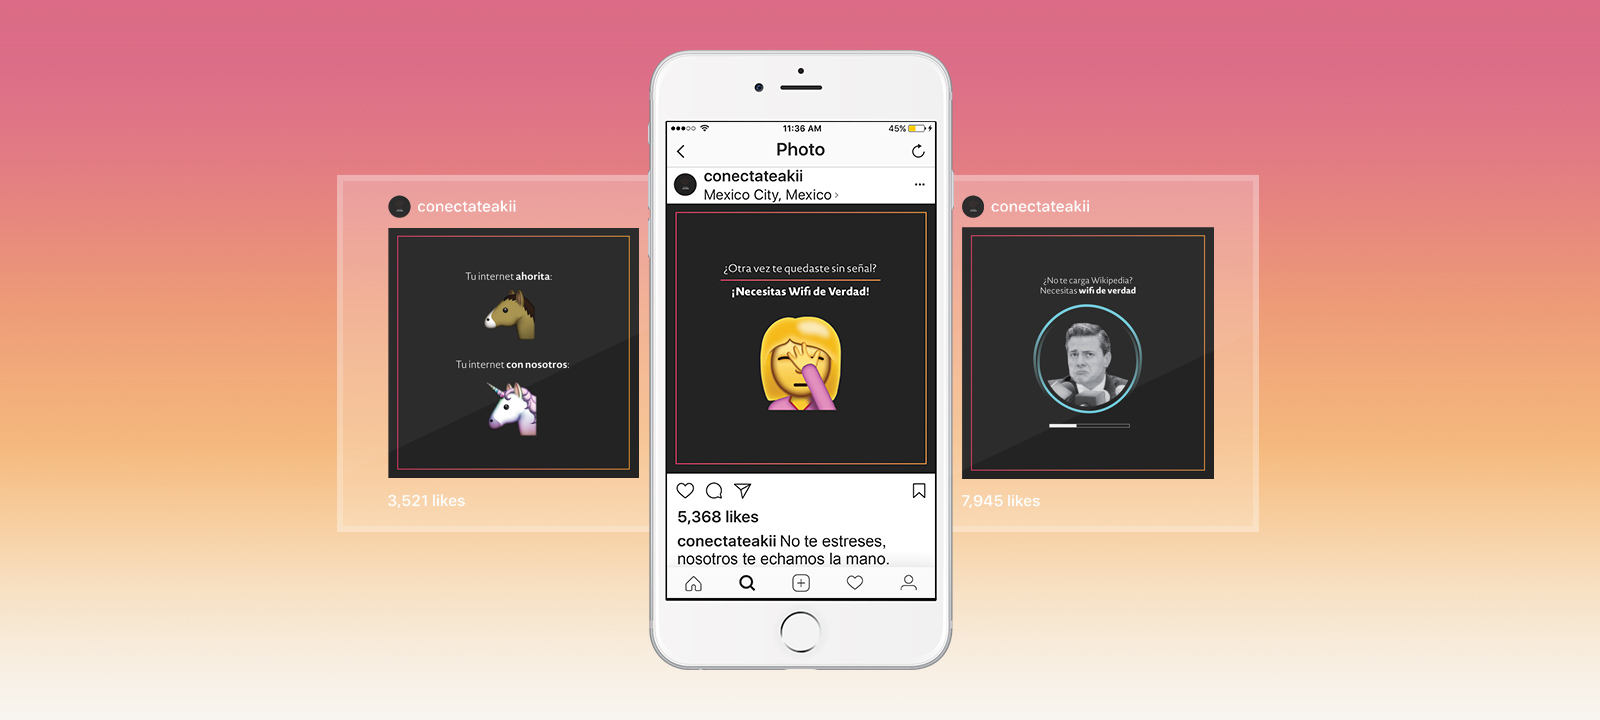 conectateakii
Tu internet ahorita:
Tu internet con nosotros:
3,521 likes
11:36 AM
45%
Photo
conectateakii
Mexico City, Mexico
¿Otra vez te quedaste sin señal?
¡Necesitas Wifi de Verdad!
5,368 likes
conectateakii No te estreses,
nosotros te echamos la mano.
conectateakii
¿No te carga Wikipedia?
Necesitas wifi de verdad
7,945 likes